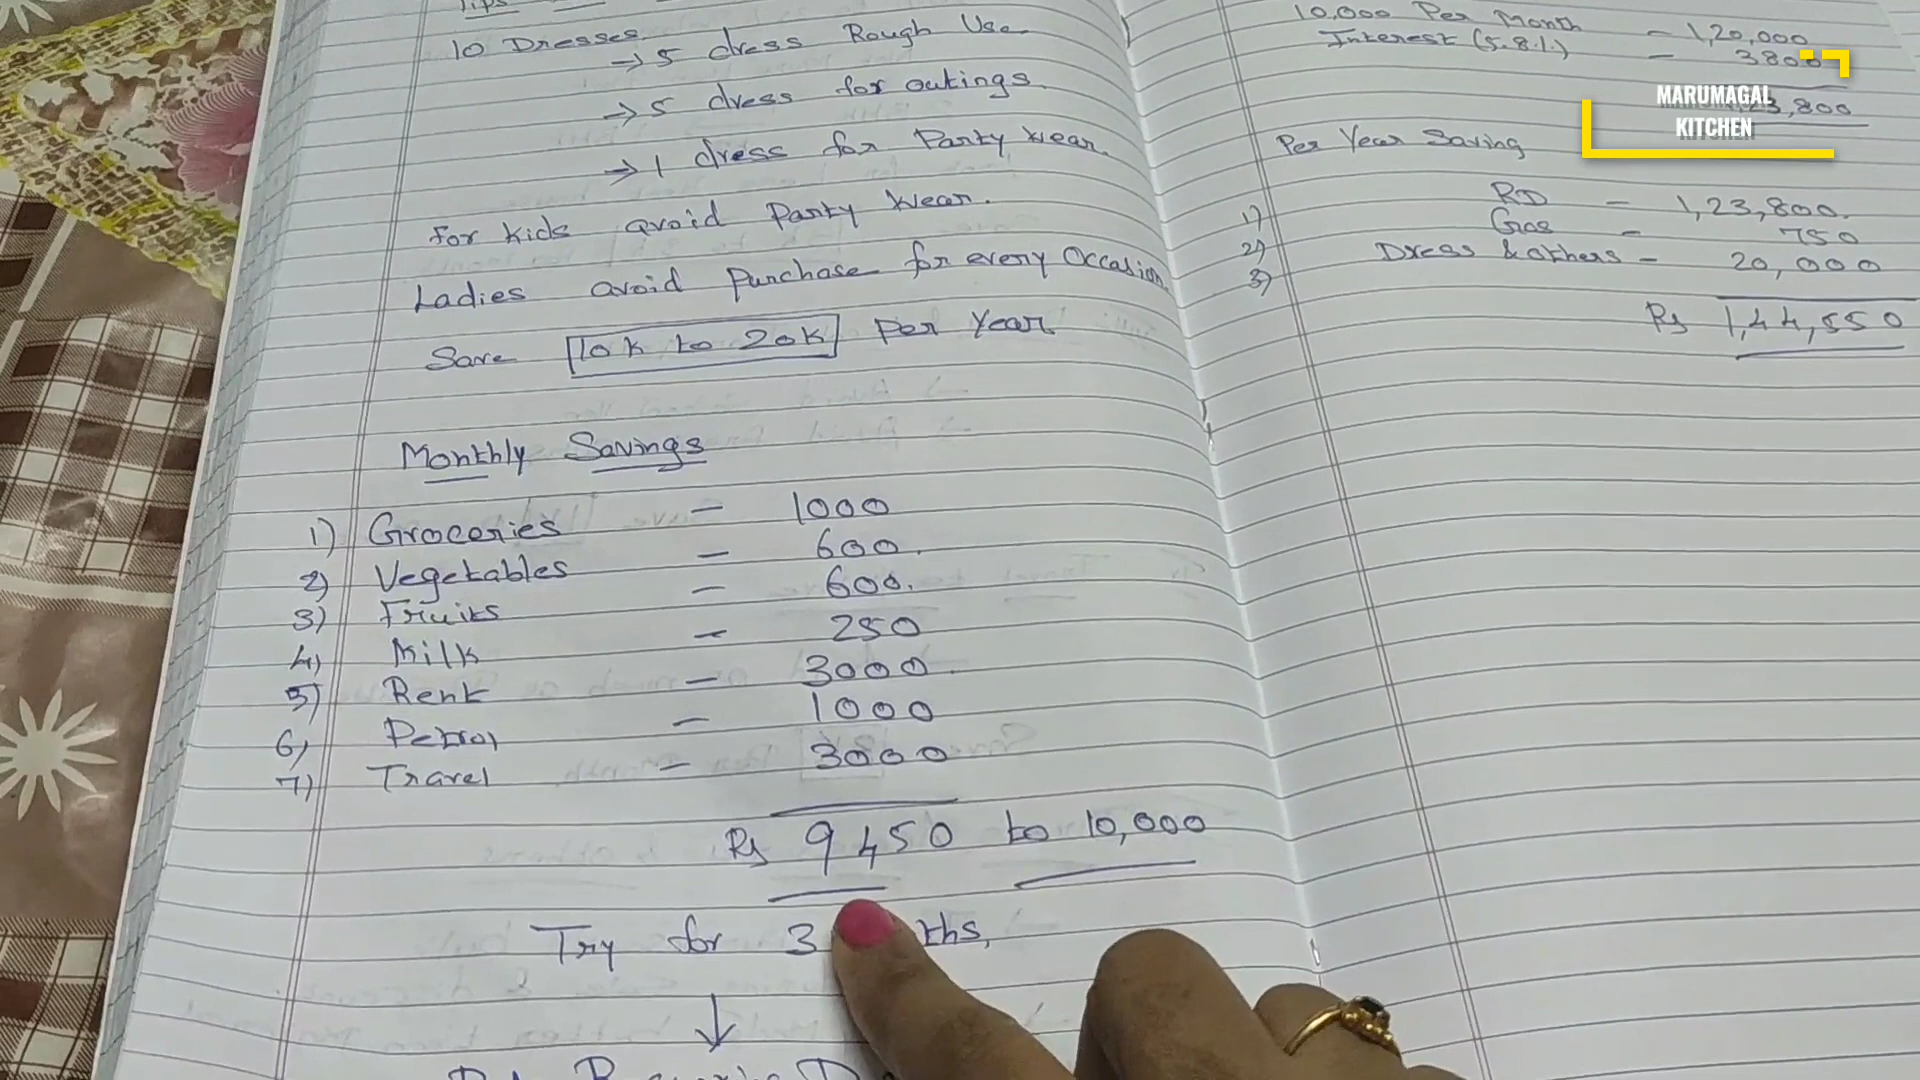 Tips
10 Dresses
→ 5 dress Rough Use
→ 5 dress for outings.
→ 1 dress for Party wear.
For kids avoid Party Wear.
Ladies avoid Purchase for every Occasion
Save 10k to 20k Per Year.
Monthly Savings
1) Groceries - 1000
2) Vegetables - 600.
3) Fruits - 600.
4) Milk - 250
5) Rent - 3000
6) Petrol - 1000
7) Travel - 3000
Rs 9450 to 10,000
Try for 3 ths,
↓
10,000 Per Month - 1,20,000
Interest (5.8%) - 3800
3,800
Per Year Saving
1) RD - 1,23,800.
2) Gas - 750
3) Dress & others - 20,000
Rs 1,44,550
MARUMAGAL
KITCHEN